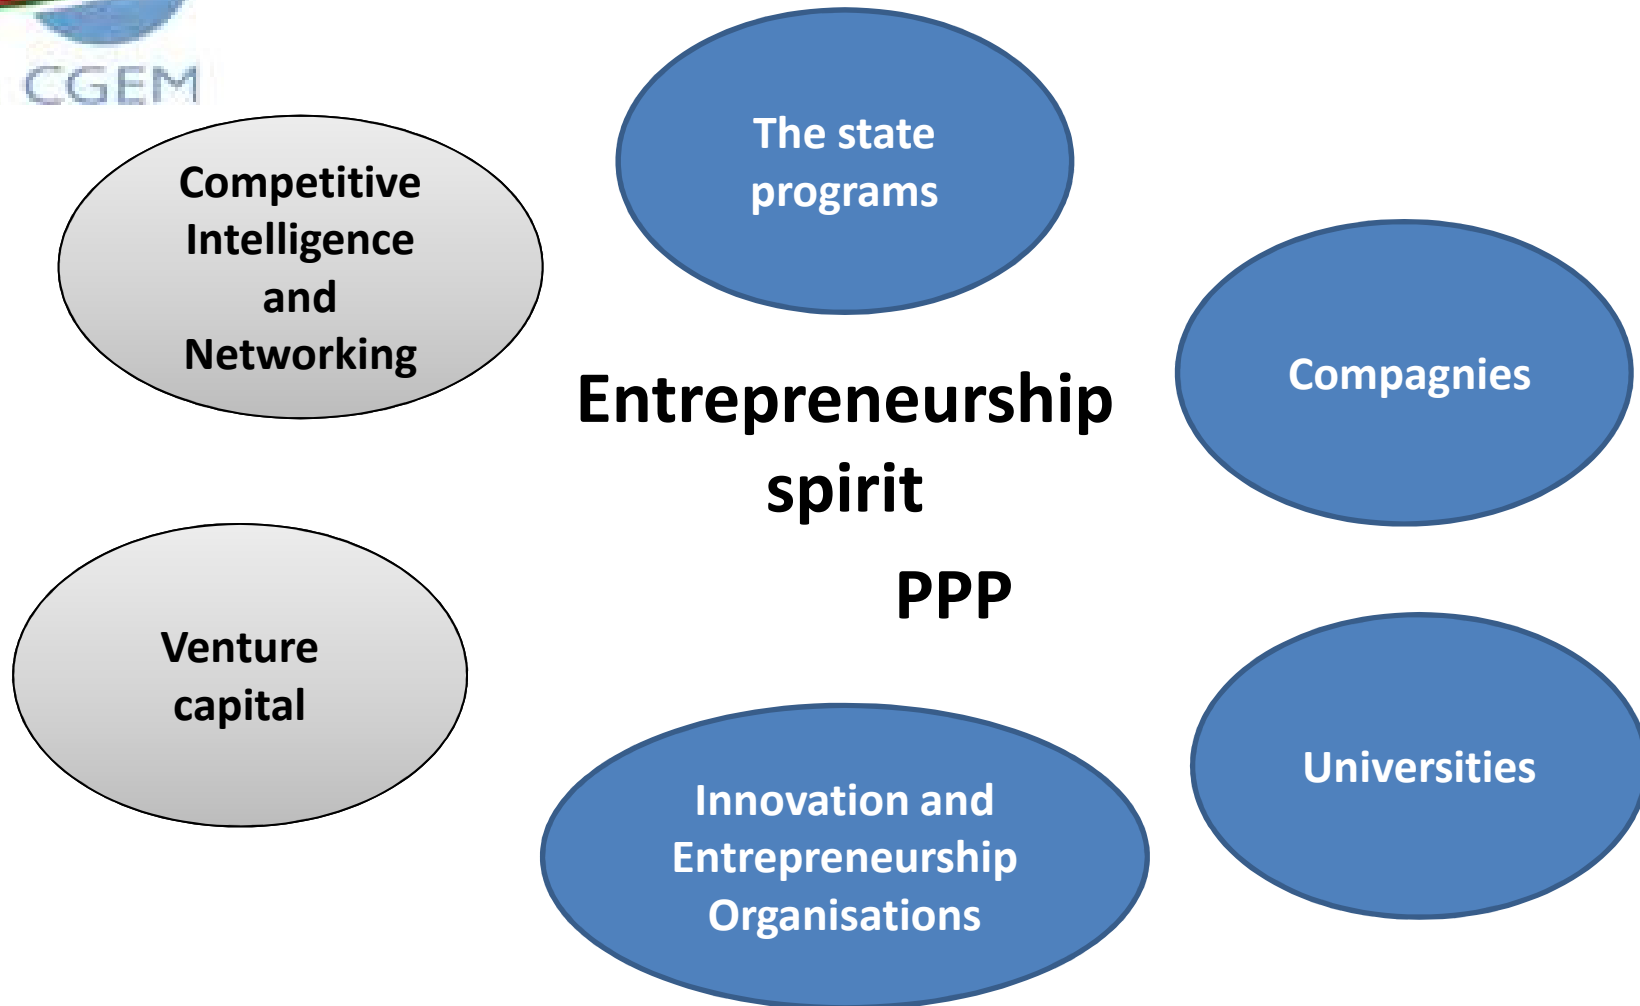 CGEM
The state
programs
Competitive
Intelligence
and
Networking
Compagnies
Entrepreneurship
spirit
PPP
Venture
capital
Universities
Innovation and
Entrepreneurship
Organisations